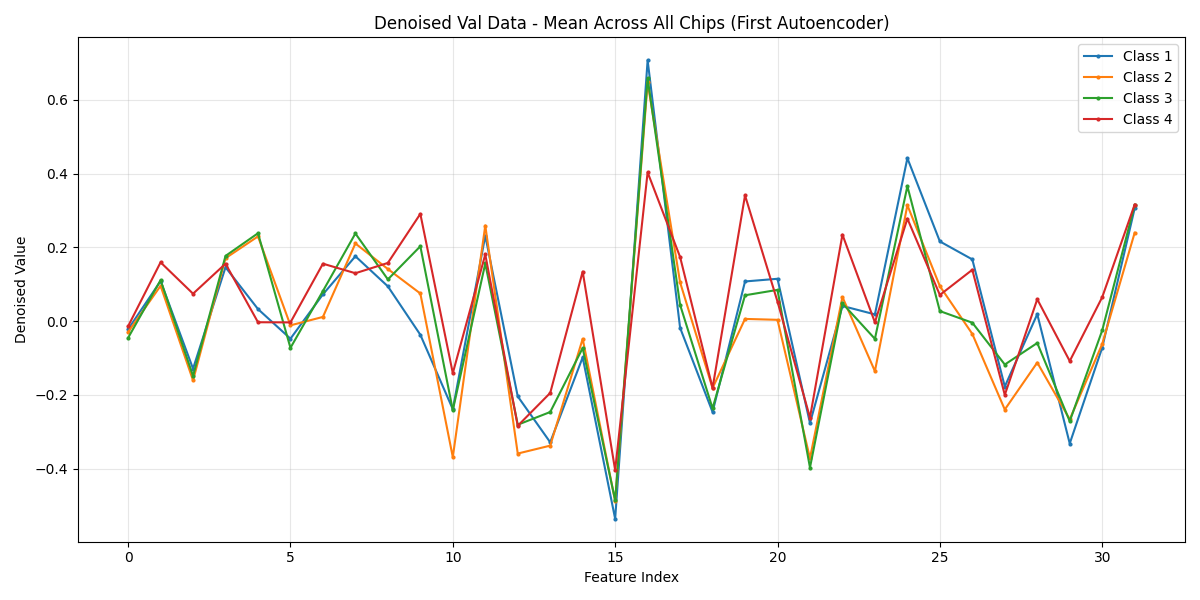 Denoised Val Data - Mean Across All Chips (First Autoencoder)
Class 1
Class 2
Class 3
Class 4
Denoised Value
0.6
0.4
0.2
0.0
−0.2
−0.4
0 5 10 15 20 25 30
Feature Index